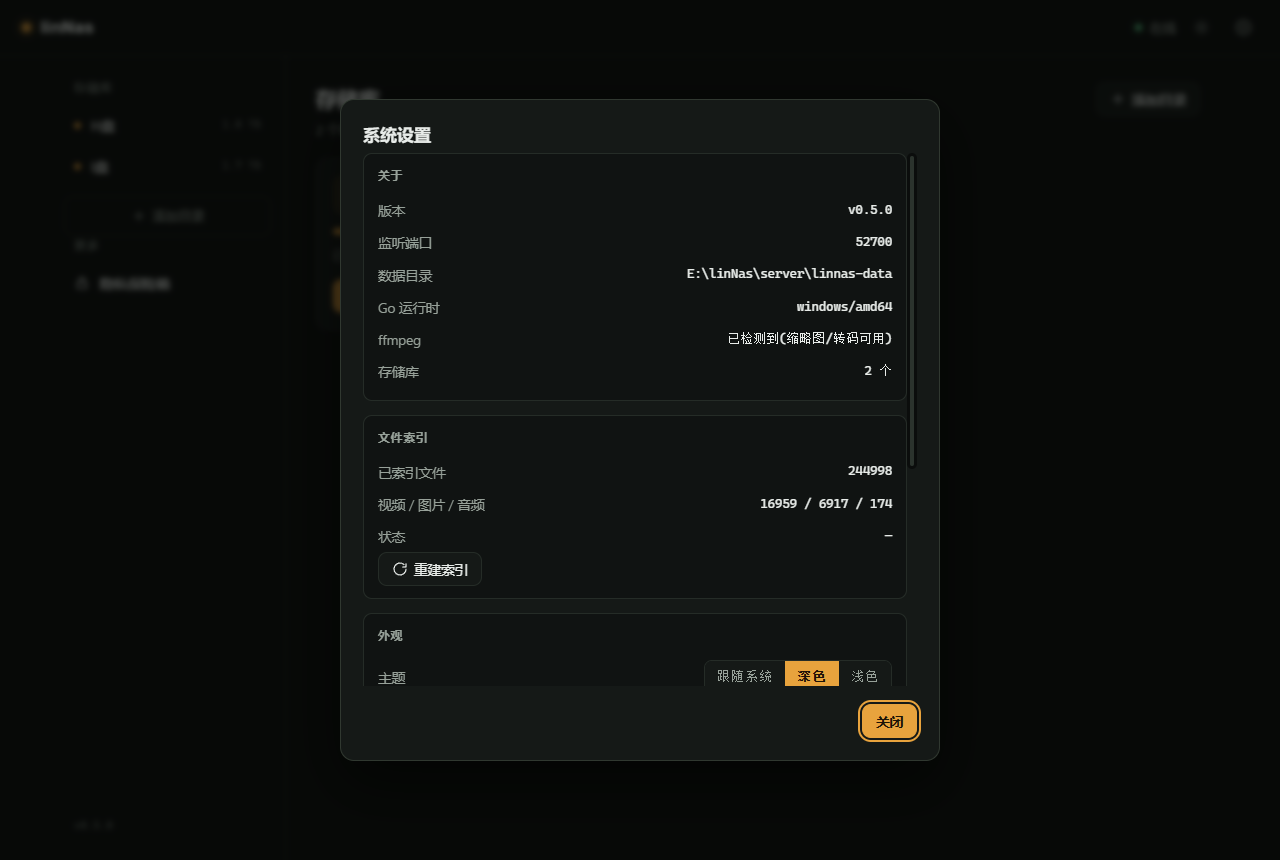 linNas
系统设置
关于
版本 v0.5.0
监听端口 52700
数据目录 E:\linNas\server\linnas-data
Go 运行时 windows/amd64
ffmpeg 已检测到(缩略图/转码可用)
存储库 2 个
文件索引
已索引文件 244998
视频 / 图片 / 音频 16959 / 6917 / 174
状态 —
重建索引
外观
主题 跟随系统 深色 浅色
关闭